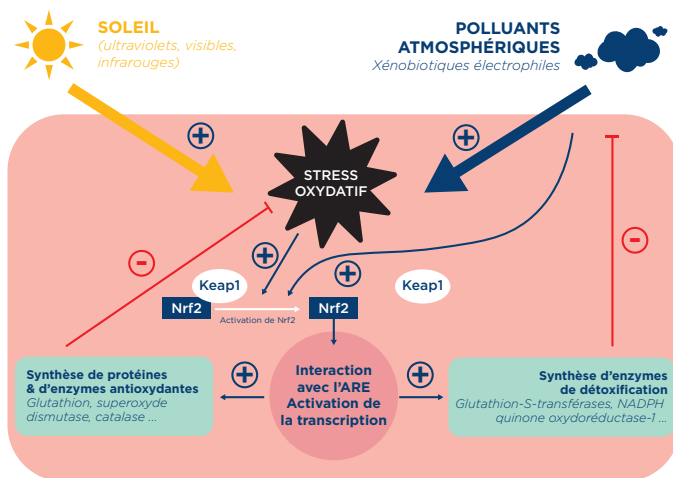 SOLEIL
(ultraviolets, visibles,
infrarouges)
POLLUANTS
ATMOSPHÉRIQUES
Xénobiotiques électrophiles
+
+
STRESS
OXYDATIF
-
+
+
-
Keap1
Keap1
Nrf2
Nrf2
Activation de Nrf2
Synthèse de protéines
& d'enzymes antioxydantes
Glutathion, superoxyde
dismutase, catalase ...
+
Interaction
avec l'ARE
Activation de
la transcription
+
Synthèse d'enzymes
de détoxification
Glutathion-S-transférases, NADPH
quinone oxydoréductase-1 ...